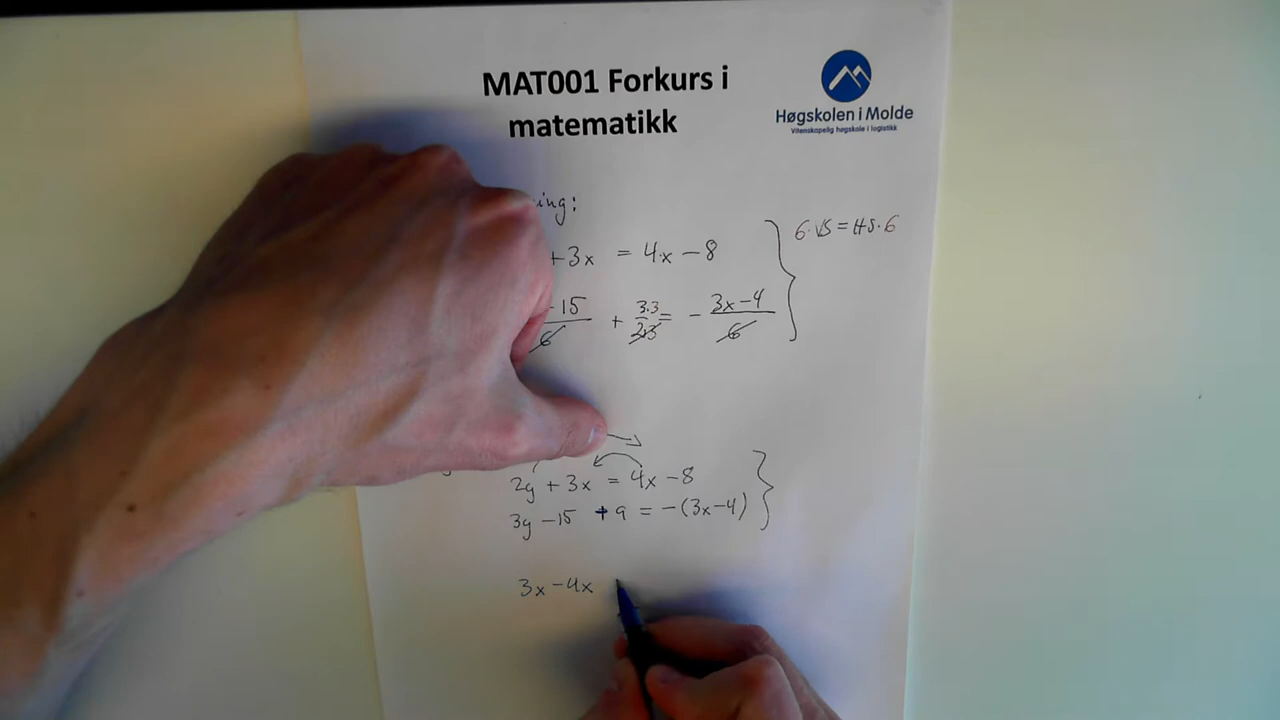 MAT001 Forkurs i
matematikk
Høgskolen i Molde
Vitenskapelig høgskole i logistikk
ing:
+3x = 4x - 8
6·VS = HS·6
-15/6 + 3·3/2·3 = - 3x-4/6
2y + 3x = 4x - 8
3y - 15 + 9 = -(3x-4)
3x - 4x